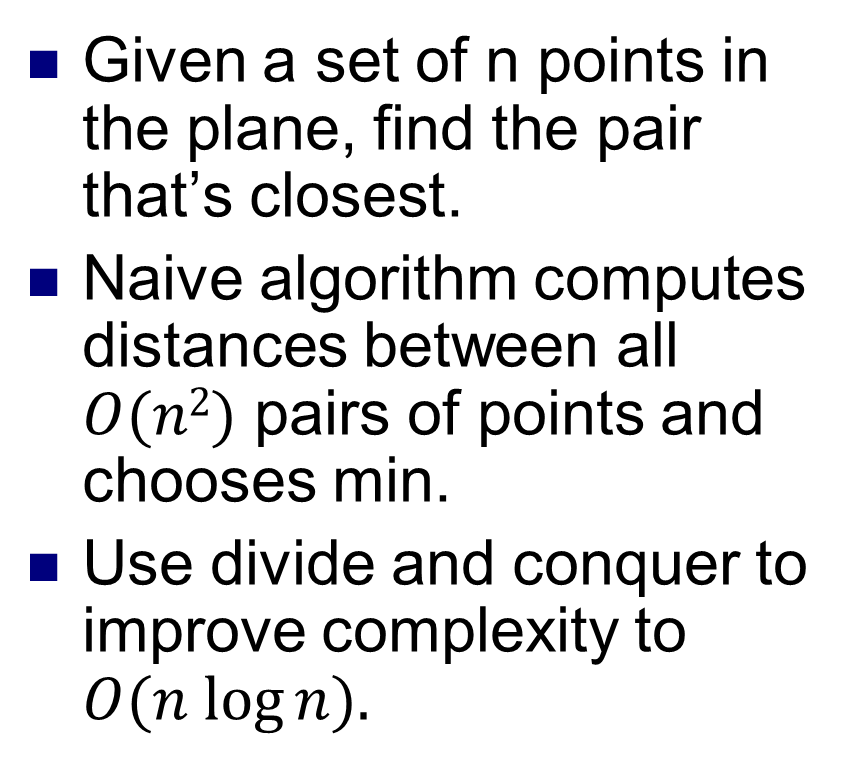 ■ Given a set of n points in
the plane, find the pair
that’s closest.
■ Naive algorithm computes
distances between all
O(n²) pairs of points and
chooses min.
■ Use divide and conquer to
improve complexity to
O(n log n).